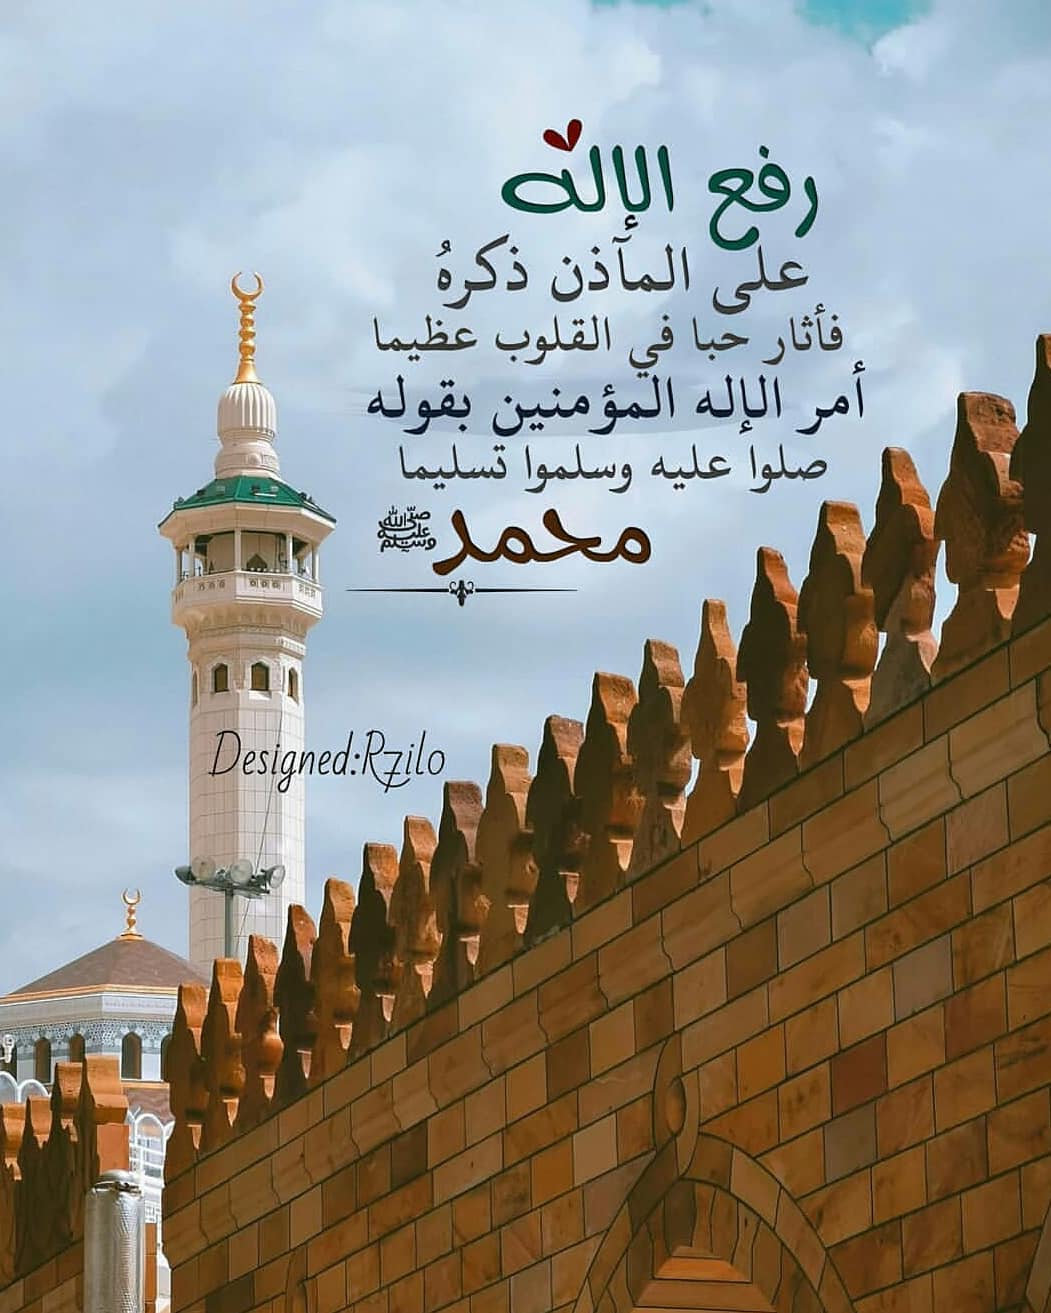 رفع الإله
على المآذن ذكرهُ
فأثار حبا في القلوب عظيما
أمر الإله المؤمنين بقوله
صلوا عليه وسلموا تسليما
محمد ﷺ
Designed:Rzilo